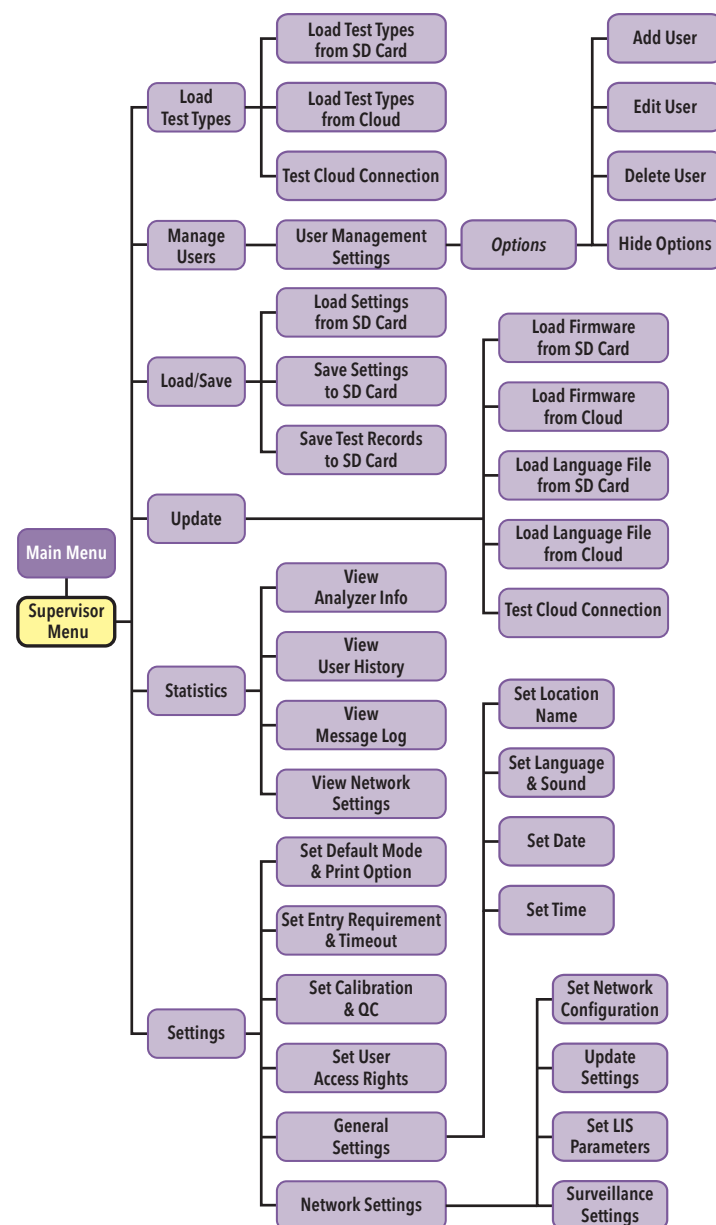 Main Menu
Supervisor
Menu
Load
Test Types
Load Test Types
from SD Card
Load Test Types
from Cloud
Test Cloud Connection
Manage
Users
User Management
Settings
Options
Add User
Edit User
Delete User
Hide Options
Load/Save
Load Settings
from SD Card
Save Settings
to SD Card
Save Test Records
to SD Card
Update
Load Firmware
from SD Card
Load Firmware
from Cloud
Load Language File
from SD Card
Load Language File
from Cloud
Test Cloud Connection
Statistics
View
Analyzer Info
View
User History
View
Message Log
View Network
Settings
Settings
Set Default Mode
& Print Option
Set Entry Requirement
& Timeout
Set Calibration
& QC
Set User
Access Rights
General
Settings
Set Location
Name
Set Language
& Sound
Set Date
Set Time
Network Settings
Set Network
Configuration
Update
Settings
Set LIS
Parameters
Surveillance
Settings